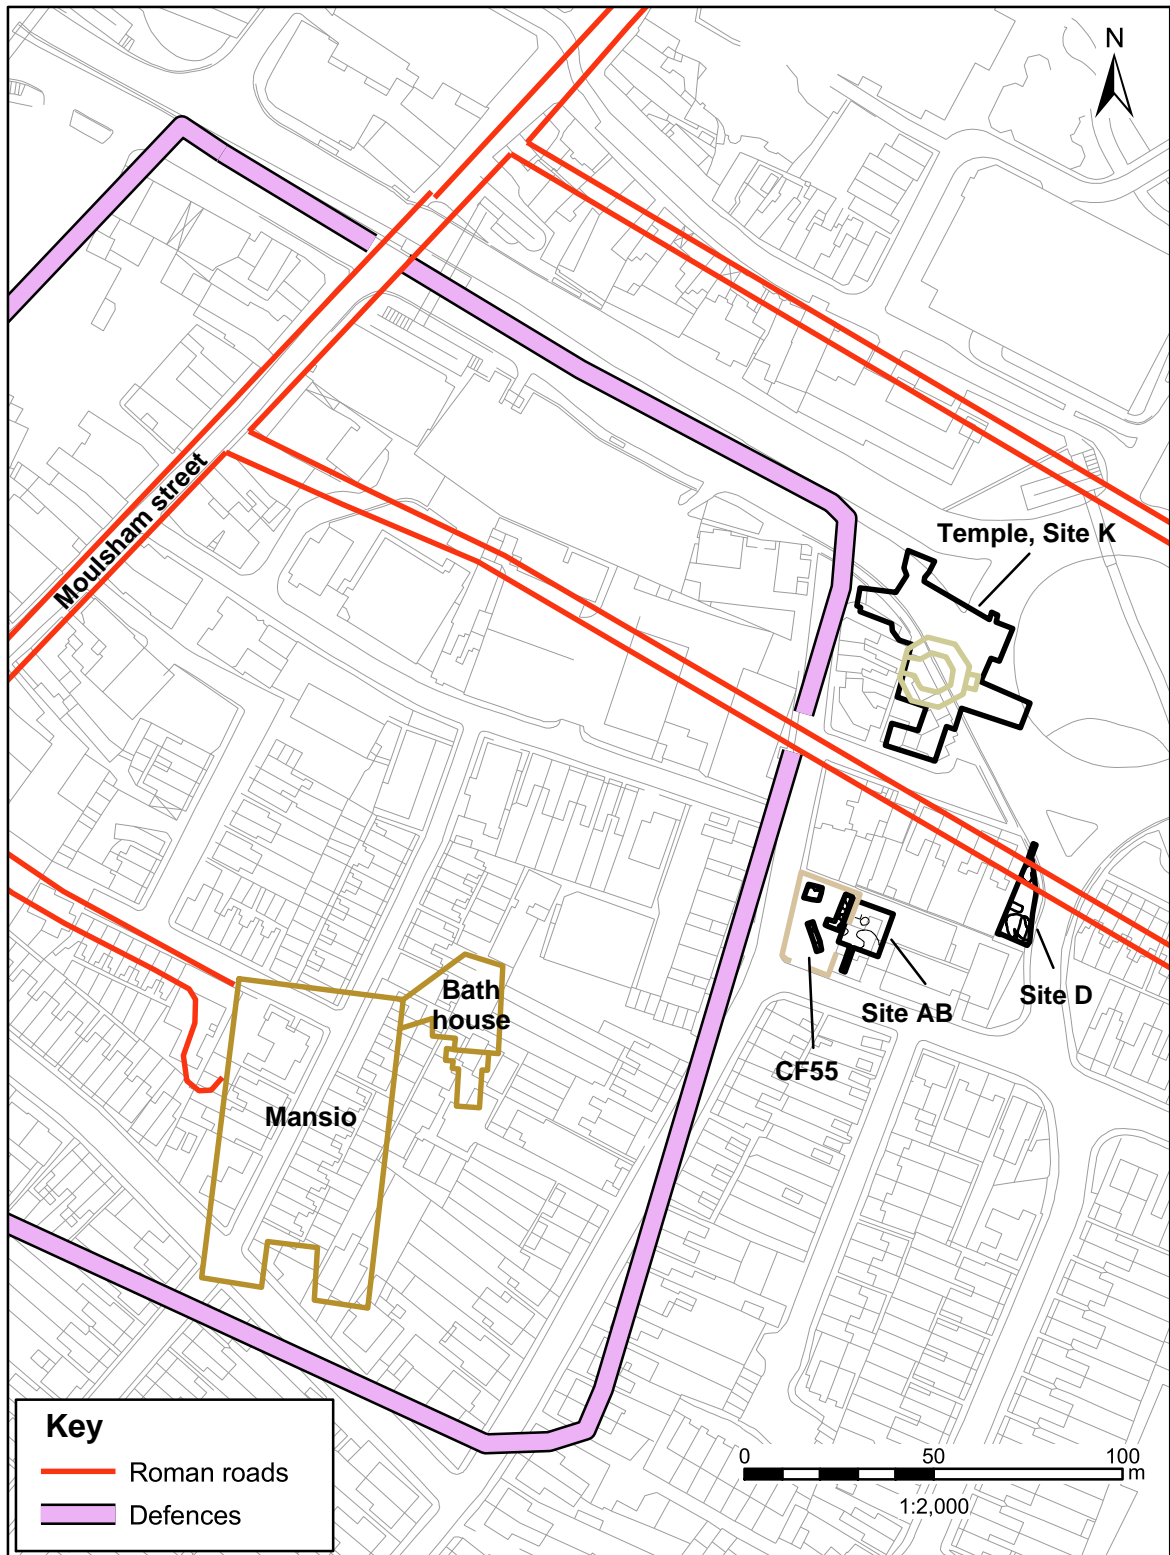 N
Temple, Site K
Moulsham street
Bath
house
Site D
Site AB
CF55
Mansio
Key
Roman roads
Defences
0 50 100
m
1:2,000